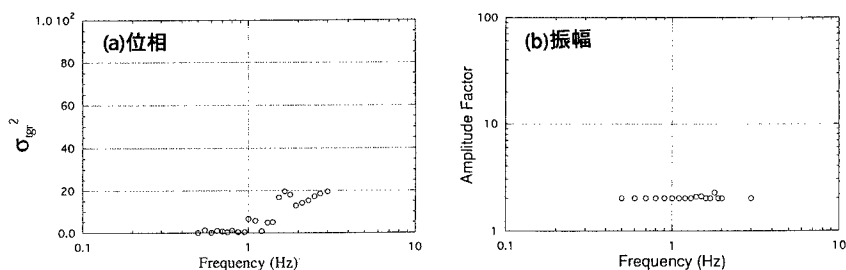 (a)位相
1.0 10²
80
60
40
20
0.0
σtgr²
0.1
1
10
Frequency (Hz)
(b)振幅
100
10
1
Amplitude Factor
0.1
1
10
Frequency (Hz)